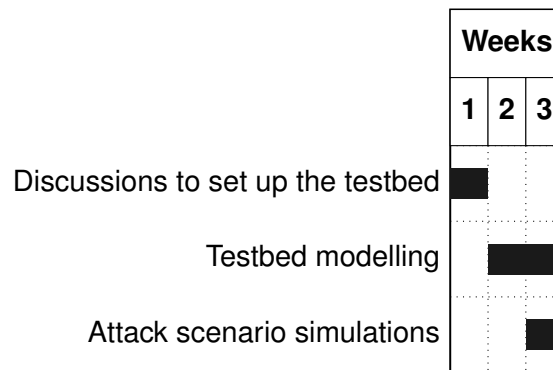 Weeks
1 2 3
Discussions to set up the testbed
Testbed modelling
Attack scenario simulations